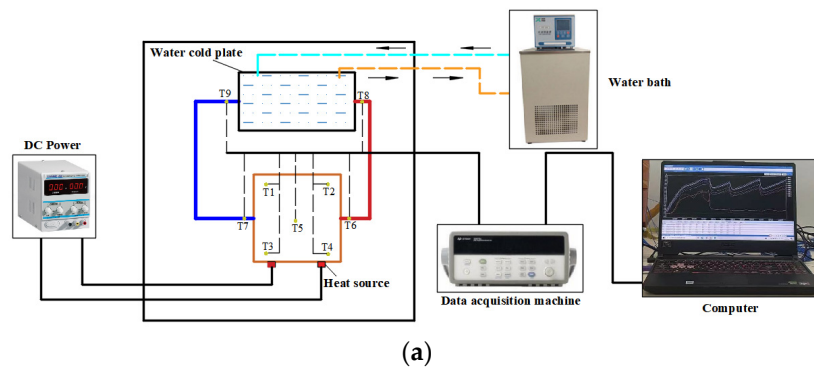 Water cold plate
Water bath
T9
T8
DC Power
T1
T2
T5
T7
T6
T3
T4
Heat source
Data acquisition machine
Computer
(a)